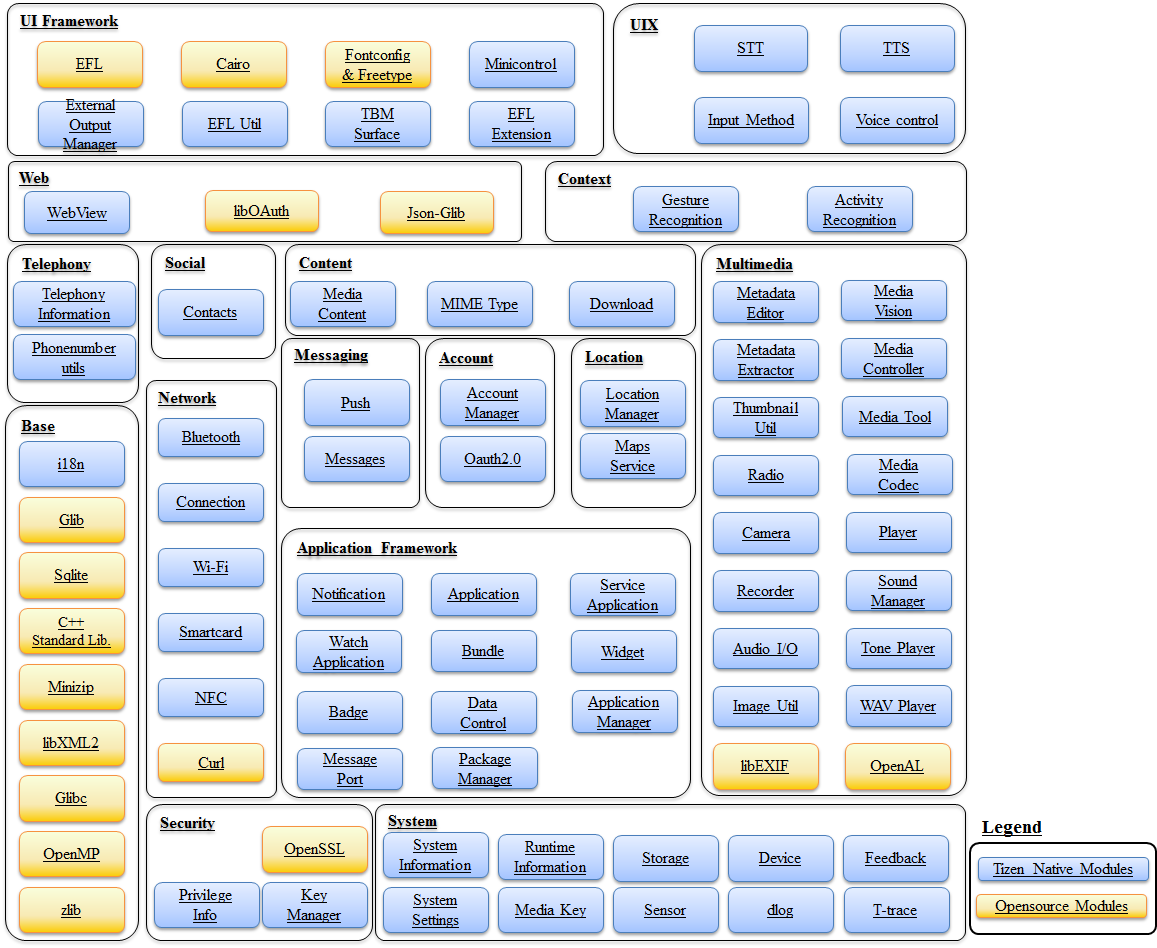 UI Framework
EFL
Cairo
Fontconfig
& Freetype
Minicontrol
External
Output
Manager
EFL Util
TBM
Surface
EFL
Extension
UIX
STT
TTS
Input Method
Voice control
Web
WebView
libOAuth
Json-Glib
Context
Gesture
Recognition
Activity
Recognition
Telephony
Telephony
Information
Phonenumber
utils
Social
Contacts
Content
Media
Content
MIME Type
Download
Multimedia
Metadata
Editor
Media
Vision
Metadata
Extractor
Media
Controller
Thumbnail
Util
Media Tool
Radio
Media
Codec
Camera
Player
Recorder
Sound
Manager
Audio I/O
Tone Player
Image Util
WAV Player
libEXIF
OpenAL
Messaging
Push
Messages
Account
Account
Manager
Oauth2.0
Location
Location
Manager
Maps
Service
Base
i18n
Glib
Sqlite
C++
Standard Lib.
Minizip
libXML2
Glibc
OpenMP
zlib
Network
Bluetooth
Connection
Wi-Fi
Smartcard
NFC
Curl
Application Framework
Notification
Application
Service
Application
Watch
Application
Bundle
Widget
Badge
Data
Control
Application
Manager
Message
Port
Package
Manager
Security
OpenSSL
Privilege
Info
Key
Manager
System
System
Information
Runtime
Information
Storage
Device
Feedback
System
Settings
Media Key
Sensor
dlog
T-trace
Legend
Tizen Native Modules
Opensource Modules